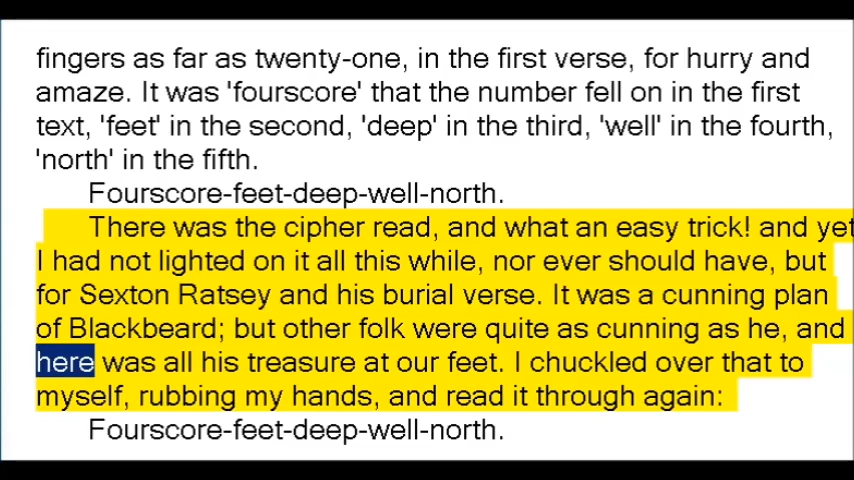 fingers as far as twenty-one, in the first verse, for hurry and
amaze. It was 'fourscore' that the number fell on in the first
text, 'feet' in the second, 'deep' in the third, 'well' in the fourth,
'north' in the fifth.
Fourscore-feet-deep-well-north.
There was the cipher read, and what an easy trick! and yet
I had not lighted on it all this while, nor ever should have, but
for Sexton Ratsey and his burial verse. It was a cunning plan
of Blackbeard; but other folk were quite as cunning as he, and
here was all his treasure at our feet. I chuckled over that to
myself, rubbing my hands, and read it through again:
Fourscore-feet-deep-well-north.